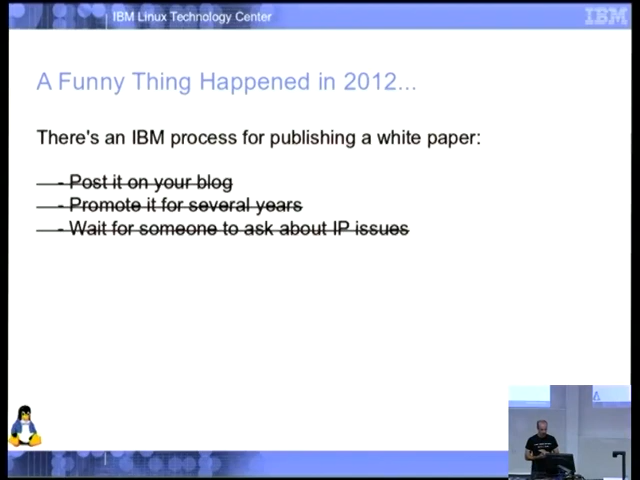 IBM Linux Technology Center
IBM
A Funny Thing Happened in 2012...
There's an IBM process for publishing a white paper:
- Post it on your blog
- Promote it for several years
- Wait for someone to ask about IP issues